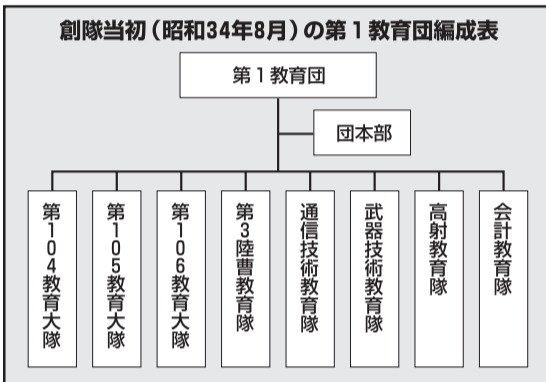 創隊当初（昭和34年8月）の第１教育団編成表
第１教育団
団本部
第104教育大隊
第105教育大隊
第106教育大隊
第３陸曹教育隊
通信技術教育隊
武器技術教育隊
高射教育隊
会計教育隊